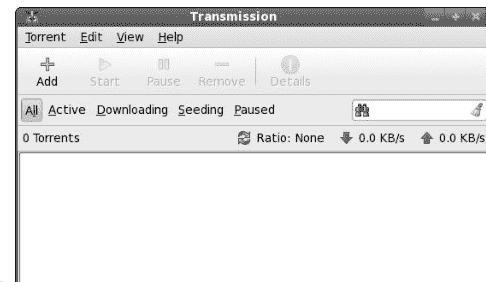 Transmission
Torrent Edit View Help
Add Start Pause Remove Details
All Active Downloading Seeding Paused
0 Torrents Ratio: None 0.0 KB/s 0.0 KB/s